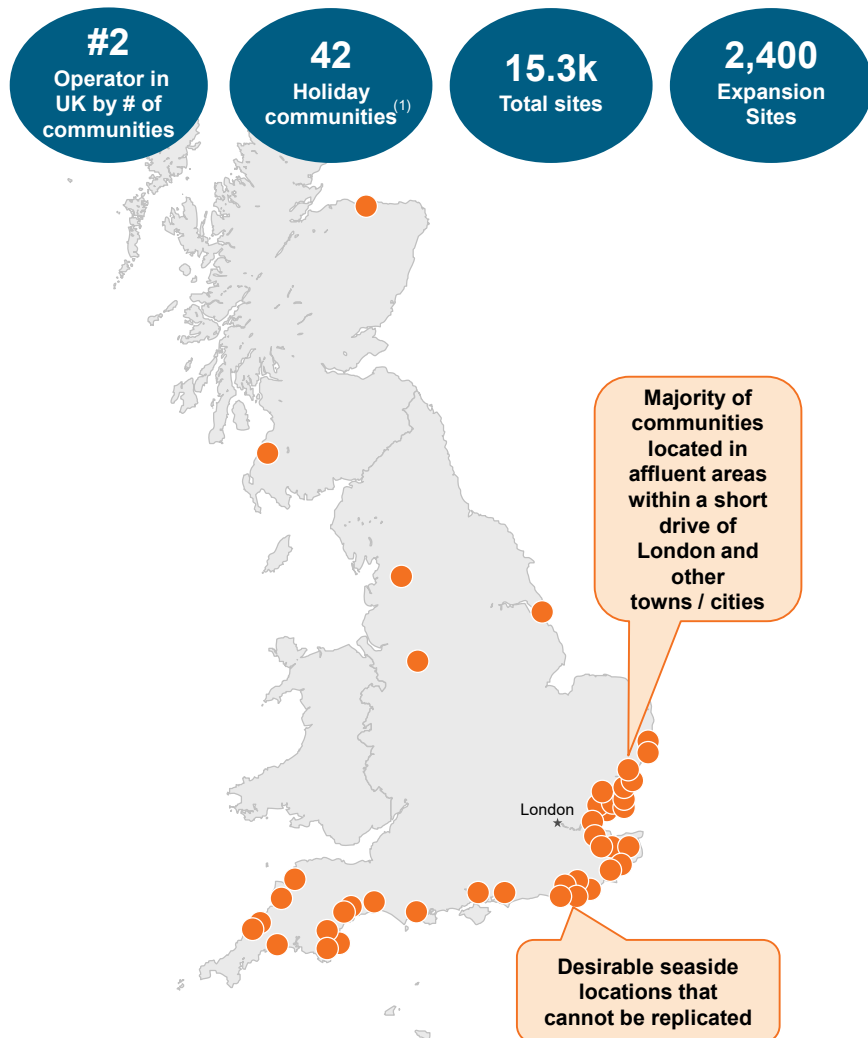 #2
Operator in
UK by # of
communities
42
Holiday
communities(1)
15.3k
Total sites
2,400
Expansion
Sites
Majority of
communities
located in
affluent areas
within a short
drive of
London and
other
towns / cities
London
Desirable seaside
locations that
cannot be replicated